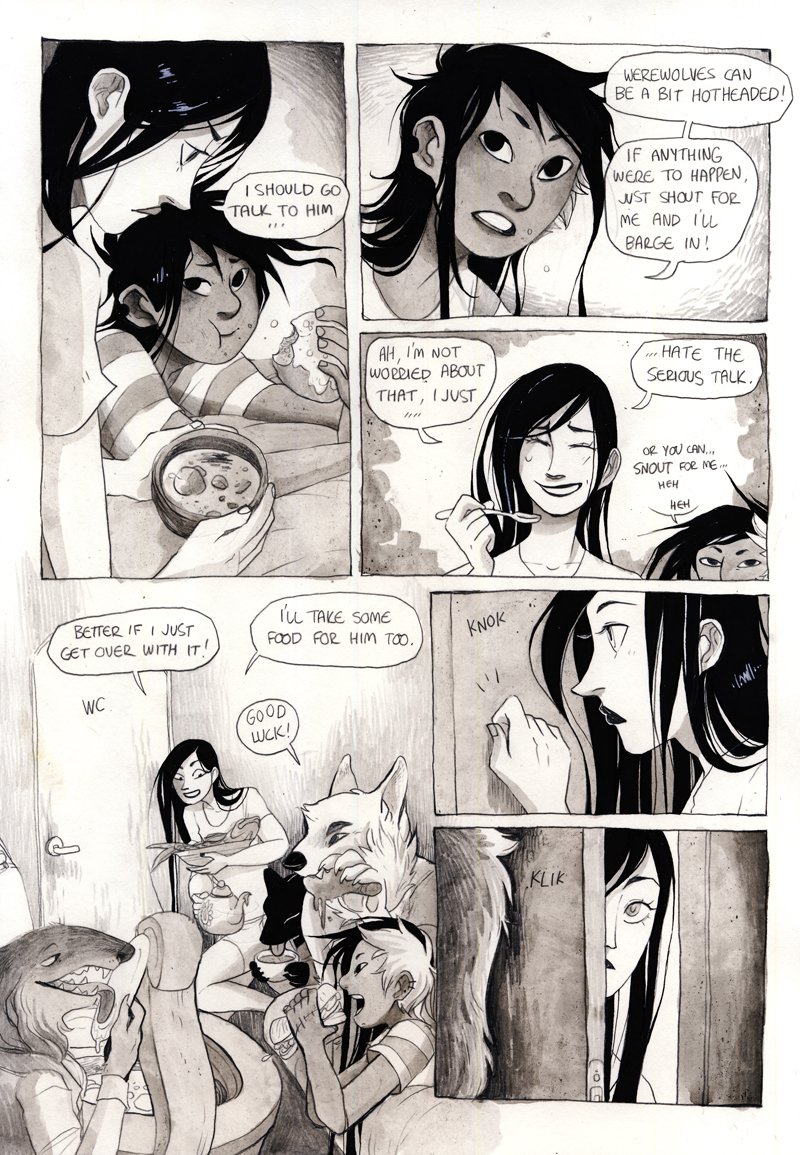 I SHOULD GO
TALK TO HIM
...
WEREWOLVES CAN
BE A BIT HOTHEADED!
IF ANYTHING
WERE TO HAPPEN,
JUST SHOUT FOR
ME AND I'LL
BARGE IN!
AH, I'M NOT
WORRIED ABOUT
THAT, I JUST
...
...HATE THE
SERIOUS TALK.
OR YOU CAN...
SNOUT FOR ME...
HEH
HEH
BETTER IF I JUST
GET OVER WITH IT!
I'LL TAKE SOME
FOOD FOR HIM TOO.
WC
GOOD
LUCK!
KNOK
KLIK